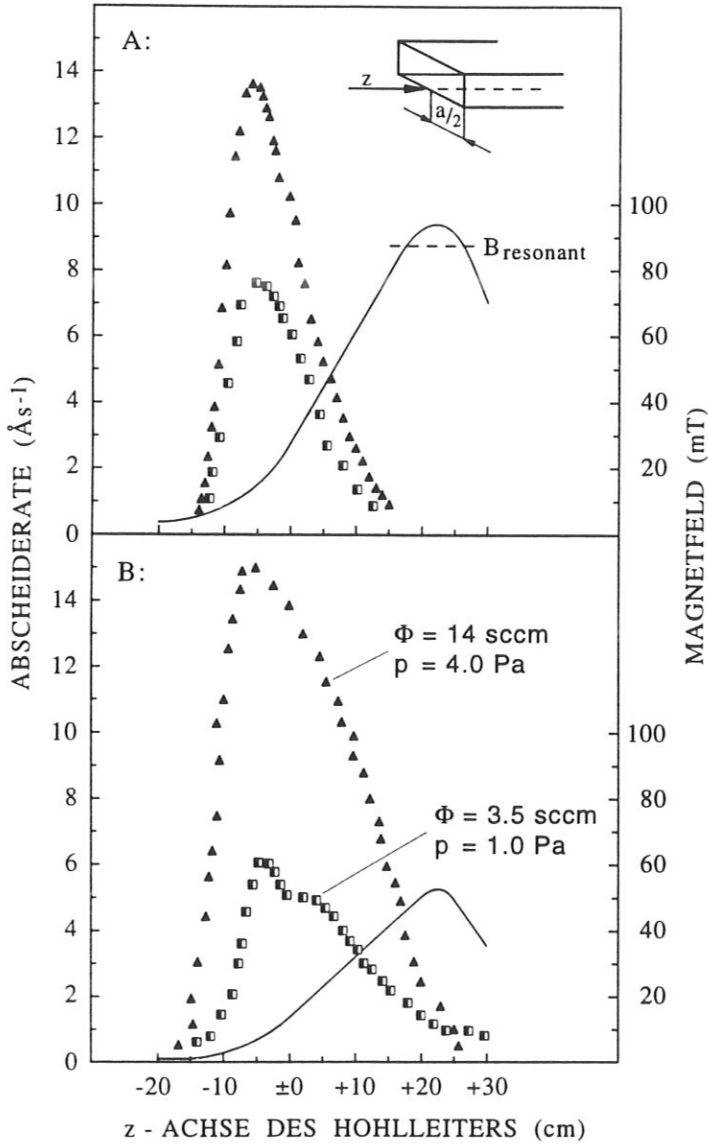 A:
14
12
10
8
6
4
2
0
z
a/2
100
80
60
40
20
B_resonant
B:
14
12
10
8
6
4
2
0
Φ = 14 sccm
p = 4.0 Pa
Φ = 3.5 sccm
p = 1.0 Pa
100
80
60
40
20
-20 -10 ±0 +10 +20 +30
z - ACHSE DES HOHLLEITERS (cm)
ABSCHEIDERATE (Ås⁻¹)
MAGNETFELD (mT)